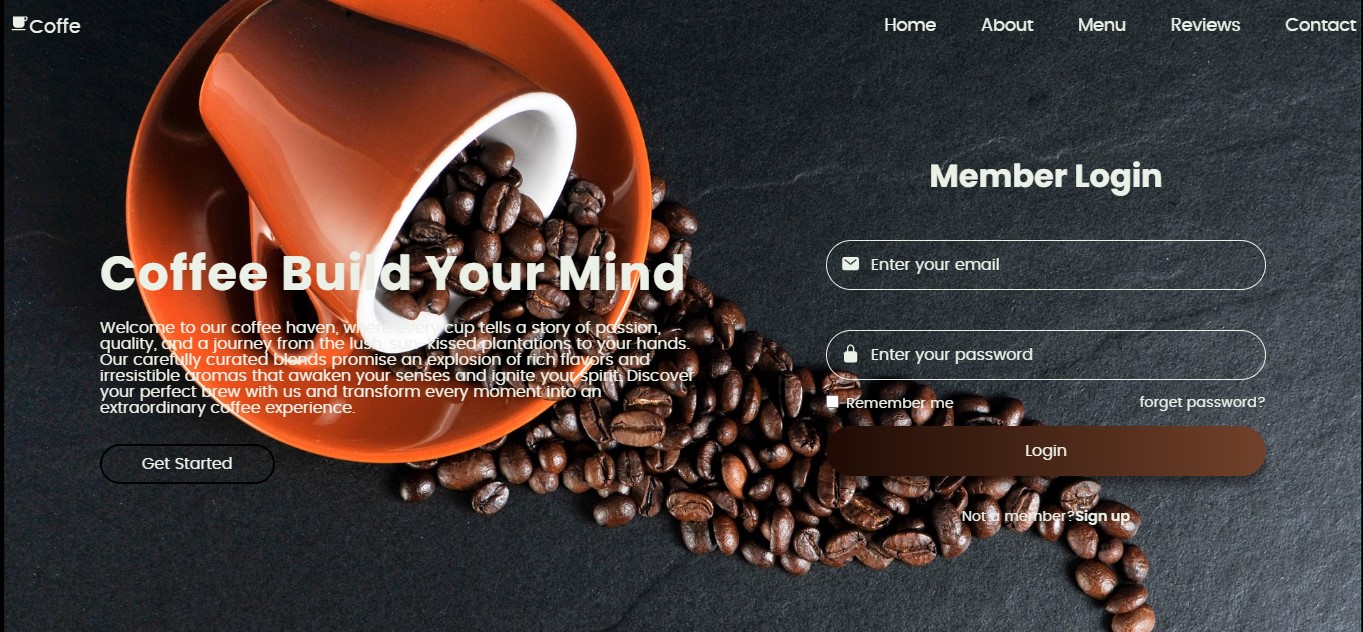 Coffe
Home About Menu Reviews Contact
Coffee Build Your Mind
Welcome to our coffee haven, where every cup tells a story of passion,
quality, and a journey from the lush, sun-kissed plantations to your hands.
Our carefully curated blends promise an explosion of rich flavors and
irresistible aromas that awaken your senses and ignite your spirit. Discover
your perfect brew with us and transform every moment into an
extraordinary coffee experience.
Get Started
Member Login
Enter your email
Enter your password
Remember me forget password?
Login
Not a member?Sign up